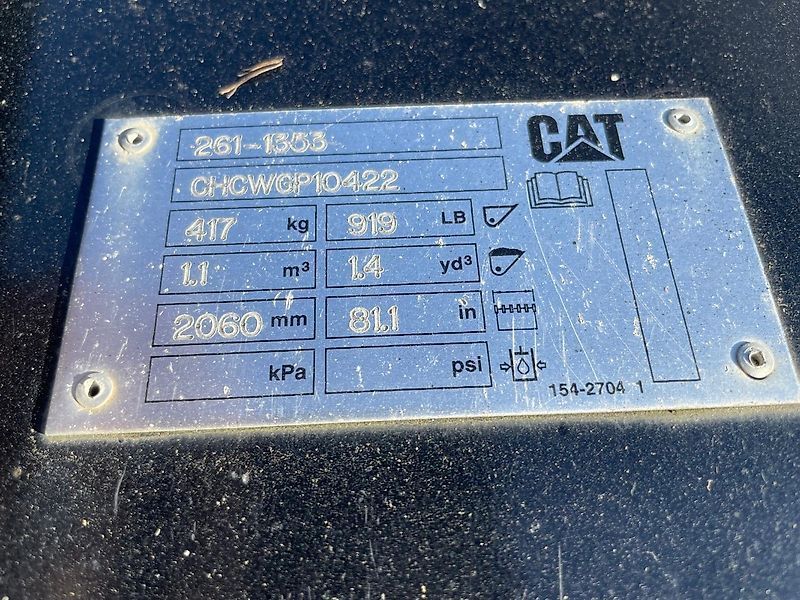 261-1353
CAT
CHCWGP10422
417 kg 919 LB
1.1 m³ 1.4 yd³
2060 mm 81.1 in
kPa psi
154-2704 1